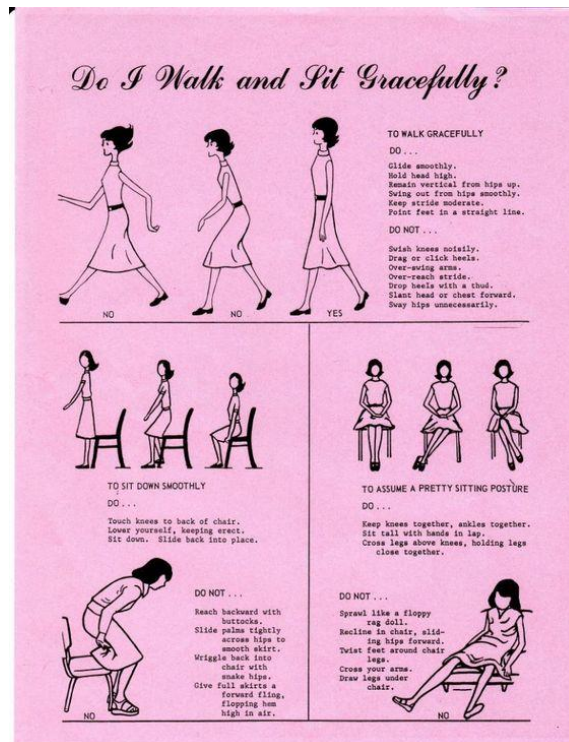 Do I Walk and Sit Gracefully?
TO WALK GRACEFULLY
DO ...
Glide smoothly.
Hold head high.
Remain vertical from hips up.
Swing out from hips smoothly.
Keep stride moderate.
Point feet in a straight line.
DO NOT ...
Swish knees noisily.
Drag or click heels.
Over-swing arms.
Over-reach stride.
Drop heels with a thud.
Slant head or chest forward.
Sway hips unnecessarily.
NO
NO
YES
TO SIT DOWN SMOOTHLY
DO ...
Touch knees to back of chair.
Lower yourself, keeping erect.
Sit down. Slide back into place.
DO NOT ...
Reach backward with
buttocks.
Slide palms tightly
across hips to
smooth skirt.
Wriggle back into
chair with
snake hips.
Give full skirts a
forward fling,
flopping hem
high in air.
NO
TO ASSUME A PRETTY SITTING POSTURE
DO ...
Keep knees together, ankles together.
Sit tall with hands in lap.
Cross legs above knees, holding legs
close together.
DO NOT ...
Sprawl like a floppy
rag doll.
Recline in chair, slid-
ing hips forward.
Twist feet around chair
legs.
Cross your arms.
Draw legs under
chair.
NO